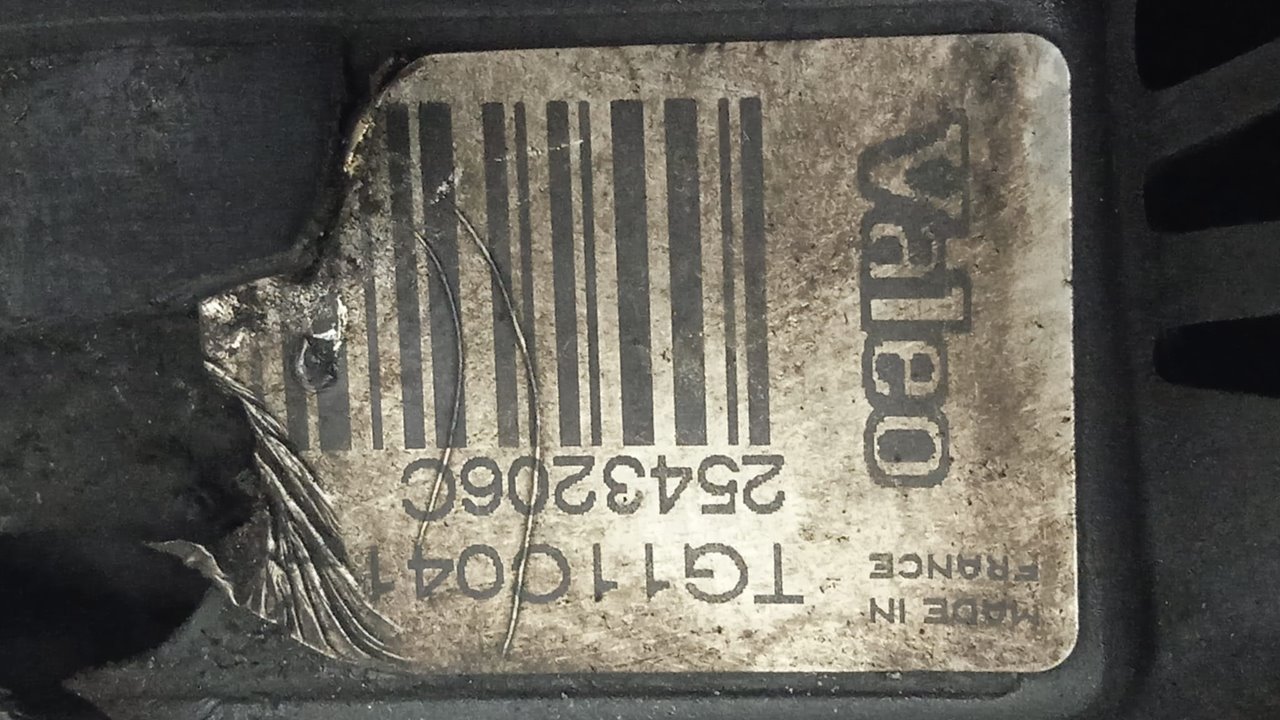 MADE IN
FRANCE
Valeo
TG11C041
2543206C